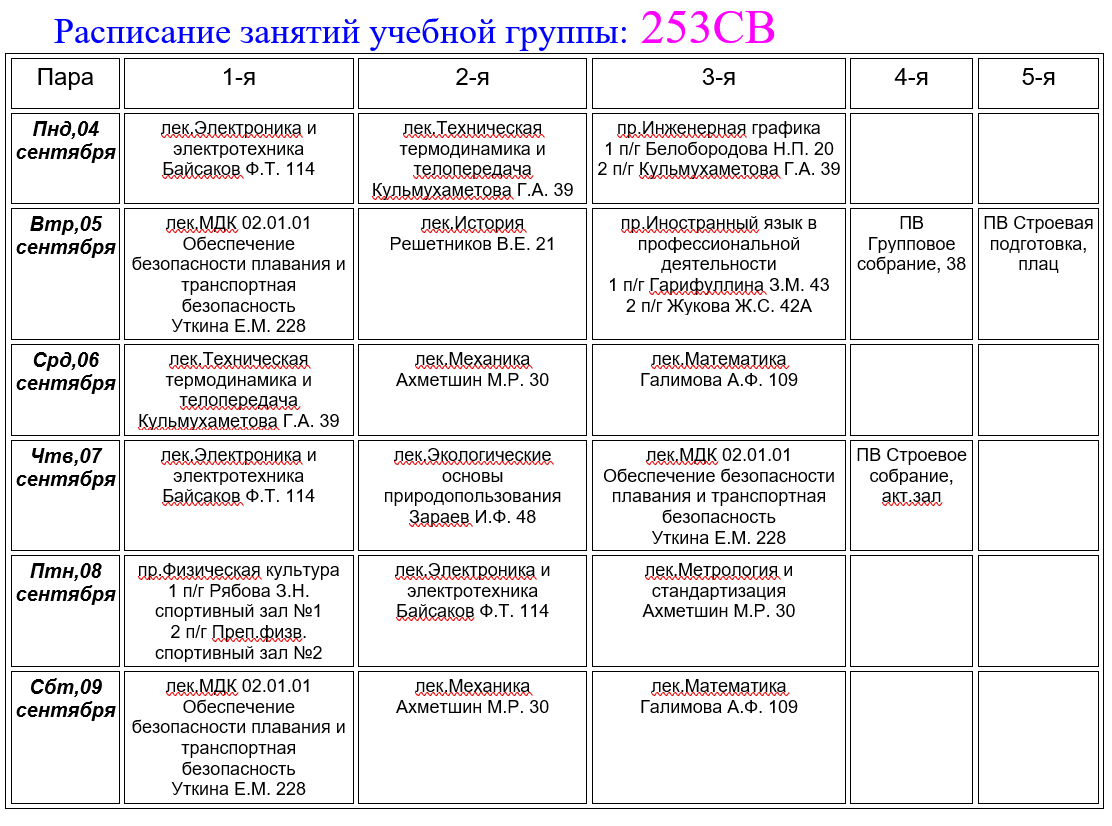 Расписание занятий учебной группы: 253СВ
Пара
1-я
2-я
3-я
4-я
5-я
Пнд,04
сентября
лек.Электроника и
электротехника
Байсаков Ф.Т. 114
лек.Техническая
термодинамика и
телопередача
Кульмухаметова Г.А. 39
пр.Инженерная графика
1 п/г Белобородова Н.П. 20
2 п/г Кульмухаметова Г.А. 39
Втр,05
сентября
лек.МДК 02.01.01
Обеспечение
безопасности плавания и
транспортная
безопасность
Уткина Е.М. 228
лек.История
Решетников В.Е. 21
пр.Иностранный язык в
профессиональной
деятельности
1 п/г Гарифуллина З.М. 43
2 п/г Жукова Ж.С. 42А
ПВ
Групповое
собрание, 38
ПВ Строевая
подготовка,
плац
Срд,06
сентября
лек.Техническая
термодинамика и
телопередача
Кульмухаметова Г.А. 39
лек.Механика
Ахметшин М.Р. 30
лек.Математика
Галимова А.Ф. 109
Чтв,07
сентября
лек.Электроника и
электротехника
Байсаков Ф.Т. 114
лек.Экологические
основы
природопользования
Зараев И.Ф. 48
лек.МДК 02.01.01
Обеспечение безопасности
плавания и транспортная
безопасность
Уткина Е.М. 228
ПВ Строевое
собрание,
акт.зал
Птн,08
сентября
пр.Физическая культура
1 п/г Рябова З.Н.
спортивный зал №1
2 п/г Преп.физв.
спортивный зал №2
лек.Электроника и
электротехника
Байсаков Ф.Т. 114
лек.Метрология и
стандартизация
Ахметшин М.Р. 30
Сбт,09
сентября
лек.МДК 02.01.01
Обеспечение
безопасности плавания и
транспортная
безопасность
Уткина Е.М. 228
лек.Механика
Ахметшин М.Р. 30
лек.Математика
Галимова А.Ф. 109